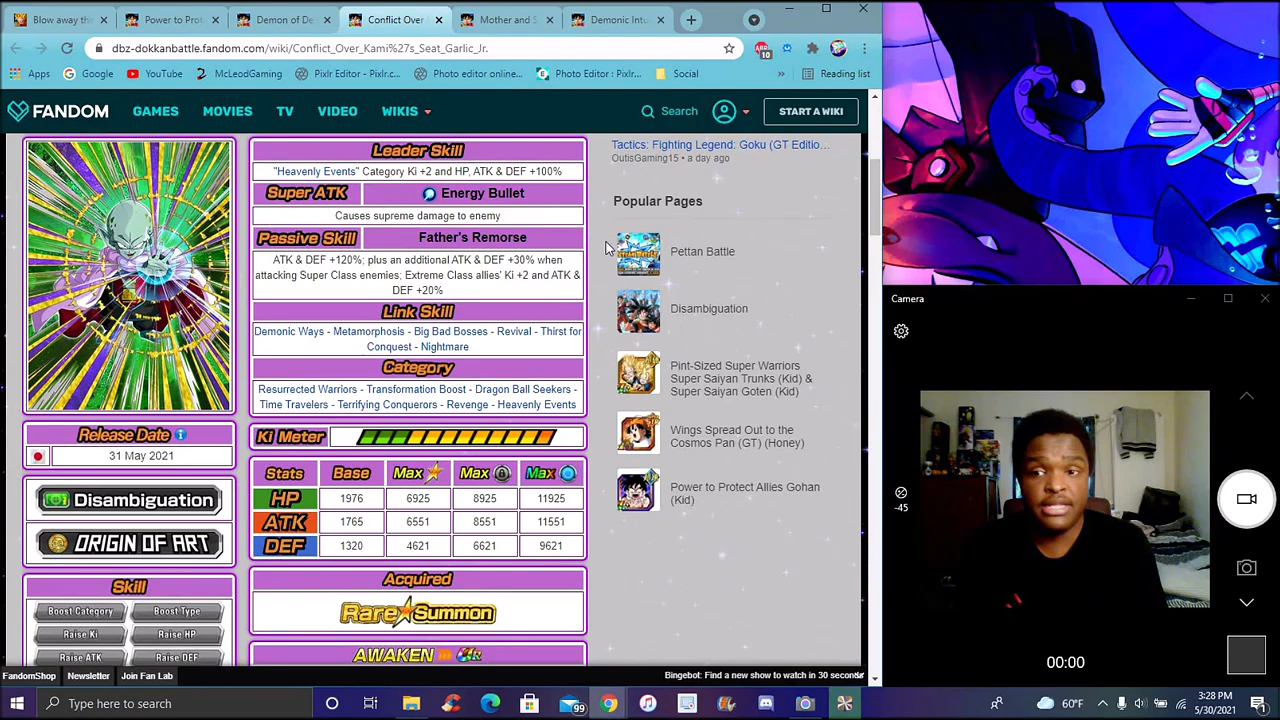 Blow away the
Power to Prot
Demon of De
Conflict Over
Mother and S
Demonic Intu
dbz-dokkanbattle.fandom.com/wiki/Conflict_Over_Kami%27s_Seat_Garlic_Jr.
10
Apps
Google
YouTube
McLeodGaming
Pixlr Editor - Pixlr.c...
Photo editor online...
Photo Editor : Pixlr...
Social
»
Reading list
FANDOM
GAMES
MOVIES
TV
VIDEO
WIKIS
Search
START A WIKI
Leader Skill
"Heavenly Events" Category Ki +2 and HP, ATK & DEF +100%
Super ATK
Energy Bullet
Causes supreme damage to enemy
Passive Skill
Father's Remorse
ATK & DEF +120%; plus an additional ATK & DEF +30% when
attacking Super Class enemies; Extreme Class allies' Ki +2 and ATK &
DEF +20%
Link Skill
Demonic Ways - Metamorphosis - Big Bad Bosses - Revival - Thirst for
Conquest - Nightmare
Category
Resurrected Warriors - Transformation Boost - Dragon Ball Seekers -
Time Travelers - Terrifying Conquerors - Revenge - Heavenly Events
Release Date
31 May 2021
Ki Meter
Stats Base Max Max Max
HP 1976 6925 8925 11925
ATK 1765 6551 8551 11551
DEF 1320 4621 6621 9621
Disambiguation
ORIGIN OF ART
Skill
Boost Category
Boost Type
Raise Ki
Raise HP
Raise ATK
Raise DEF
Acquired
Rare Summon
AWAKEN
Tactics: Fighting Legend: Goku (GT Editio...
OutisGaming15 • a day ago
Popular Pages
Pettan Battle
Disambiguation
Pint-Sized Super Warriors
Super Saiyan Trunks (Kid) &
Super Saiyan Goten (Kid)
Wings Spread Out to the
Cosmos Pan (GT) (Honey)
Power to Protect Allies Gohan
(Kid)
FandomShop
Newsletter
Join Fan Lab
Bingebot: Find a new show to watch in 30 seconds
Camera
-45
00:00
Type here to search
99
60°F
3:28 PM
5/30/2021